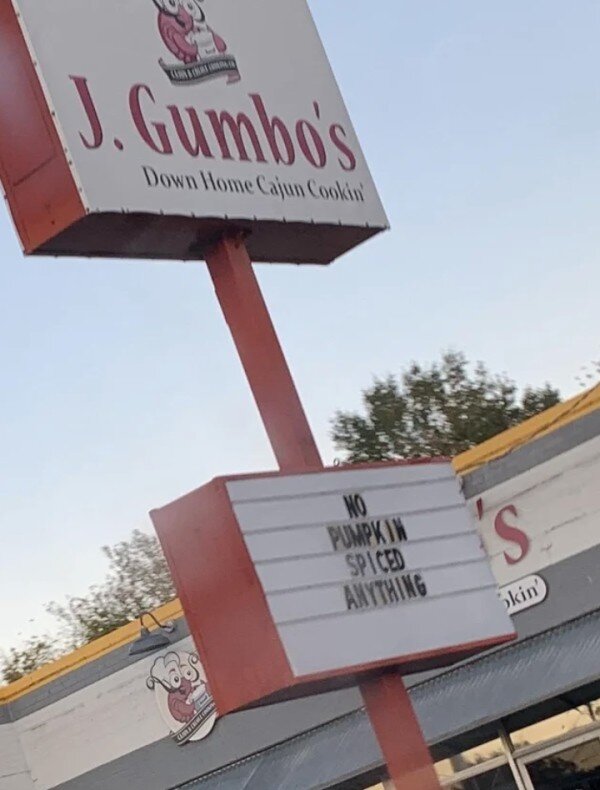 J. Gumbo's
Down Home Cajun Cookin'
NO
PUMPKIN
SPICED
ANYTHING
's
okin'